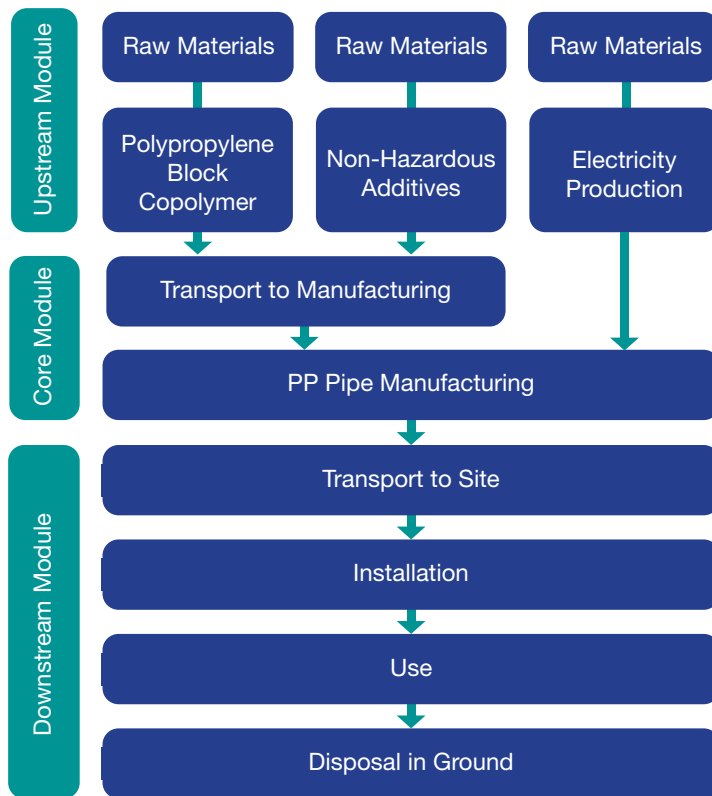 Upstream Module
Raw Materials
Raw Materials
Raw Materials
Polypropylene
Block
Copolymer
Non-Hazardous
Additives
Electricity
Production
Core Module
Transport to Manufacturing
PP Pipe Manufacturing
Downstream Module
Transport to Site
Installation
Use
Disposal in Ground